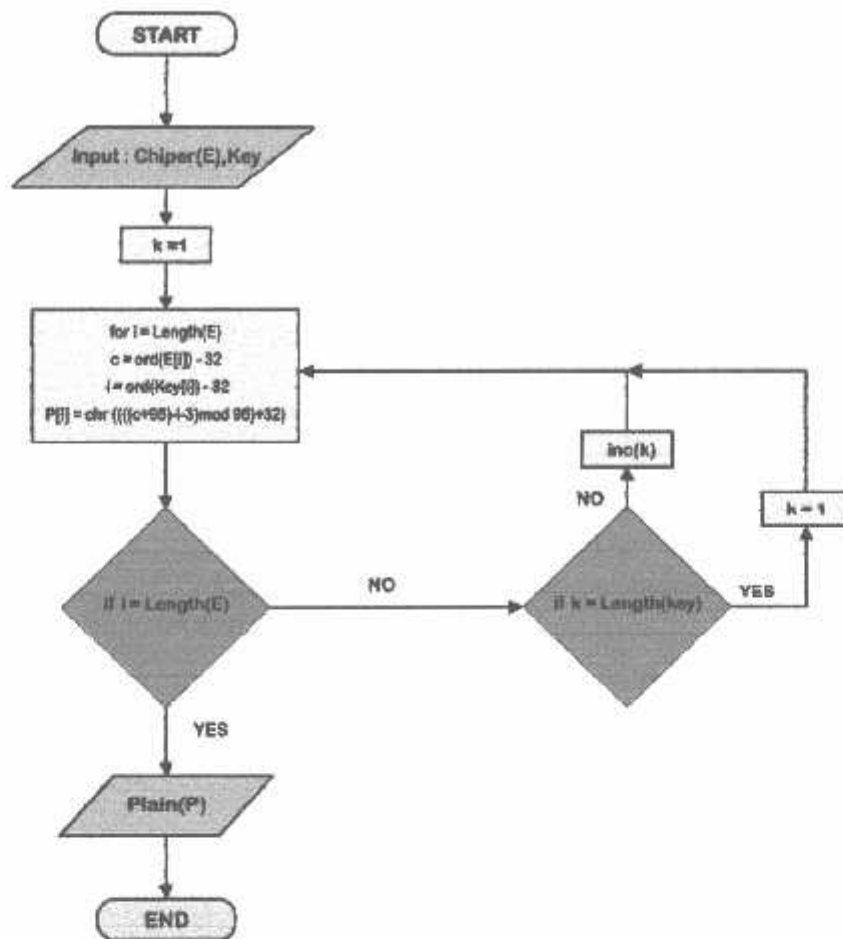 START
Input : Chiper(E),Key
k =1
for i = Length(E)
c = ord(E[i]) - 32
i = ord(Key[i]) - 32
P[i] = chr ((((c+95)-i-3)mod 95)+32)
inc(k)
NO
k = 1
if i = Length(E)
NO
if k = Length(key)
YES
YES
Plain(P)
END